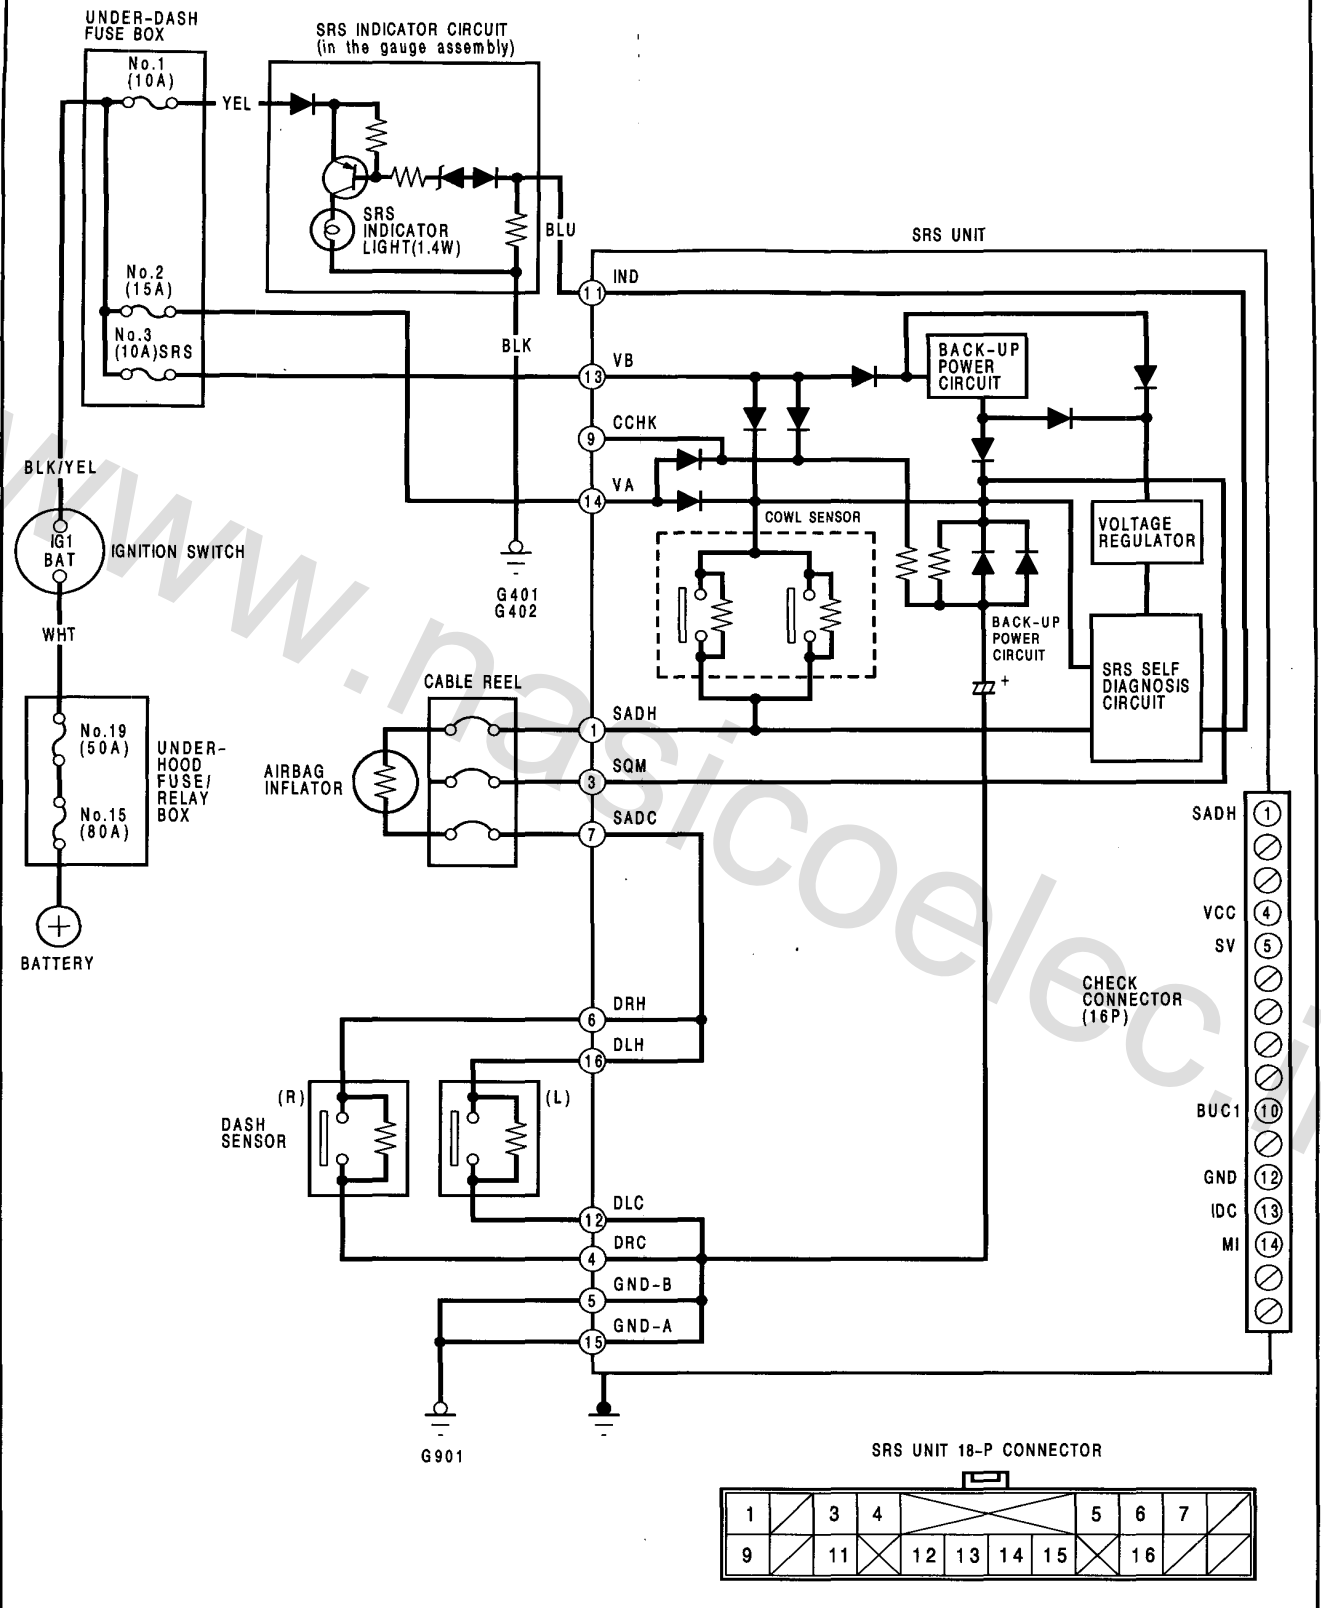 UNDER-DASH
FUSE BOX
No.1
(10A)
YEL
SRS INDICATOR CIRCUIT
(in the gauge assembly)
SRS
INDICATOR
LIGHT(1.4W)
BLU
No.2
(15A)
No.3
(10A)SRS
BLK
SRS UNIT
11
IND
13
VB
9
CCHK
14
VA
BACK-UP
POWER
CIRCUIT
COWL SENSOR
VOLTAGE
REGULATOR
BACK-UP
POWER
CIRCUIT
+
SRS SELF
DIAGNOSIS
CIRCUIT
BLK/YEL
IG1
BAT
IGNITION SWITCH
WHT
G401
G402
No.19
(50A)
No.15
(80A)
UNDER-
HOOD
FUSE/
RELAY
BOX
+
BATTERY
CABLE REEL
AIRBAG
INFLATOR
1
SADH
3
SQM
7
SADC
6
DRH
16
DLH
(R)
(L)
DASH
SENSOR
12
DLC
4
DRC
5
GND-B
15
GND-A
G901
SADH 1
VCC 4
SV 5
CHECK
CONNECTOR
(16P)
BUC1 10
GND 12
IDC 13
MI 14
SRS UNIT 18-P CONNECTOR
1 3 4 5 6 7
9 11 12 13 14 15 16
www.nasicoelec.ir